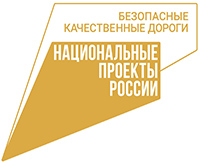 БЕЗОПАСНЫЕ
КАЧЕСТВЕННЫЕ ДОРОГИ
НАЦИОНАЛЬНЫЕ
ПРОЕКТЫ
РОССИИ